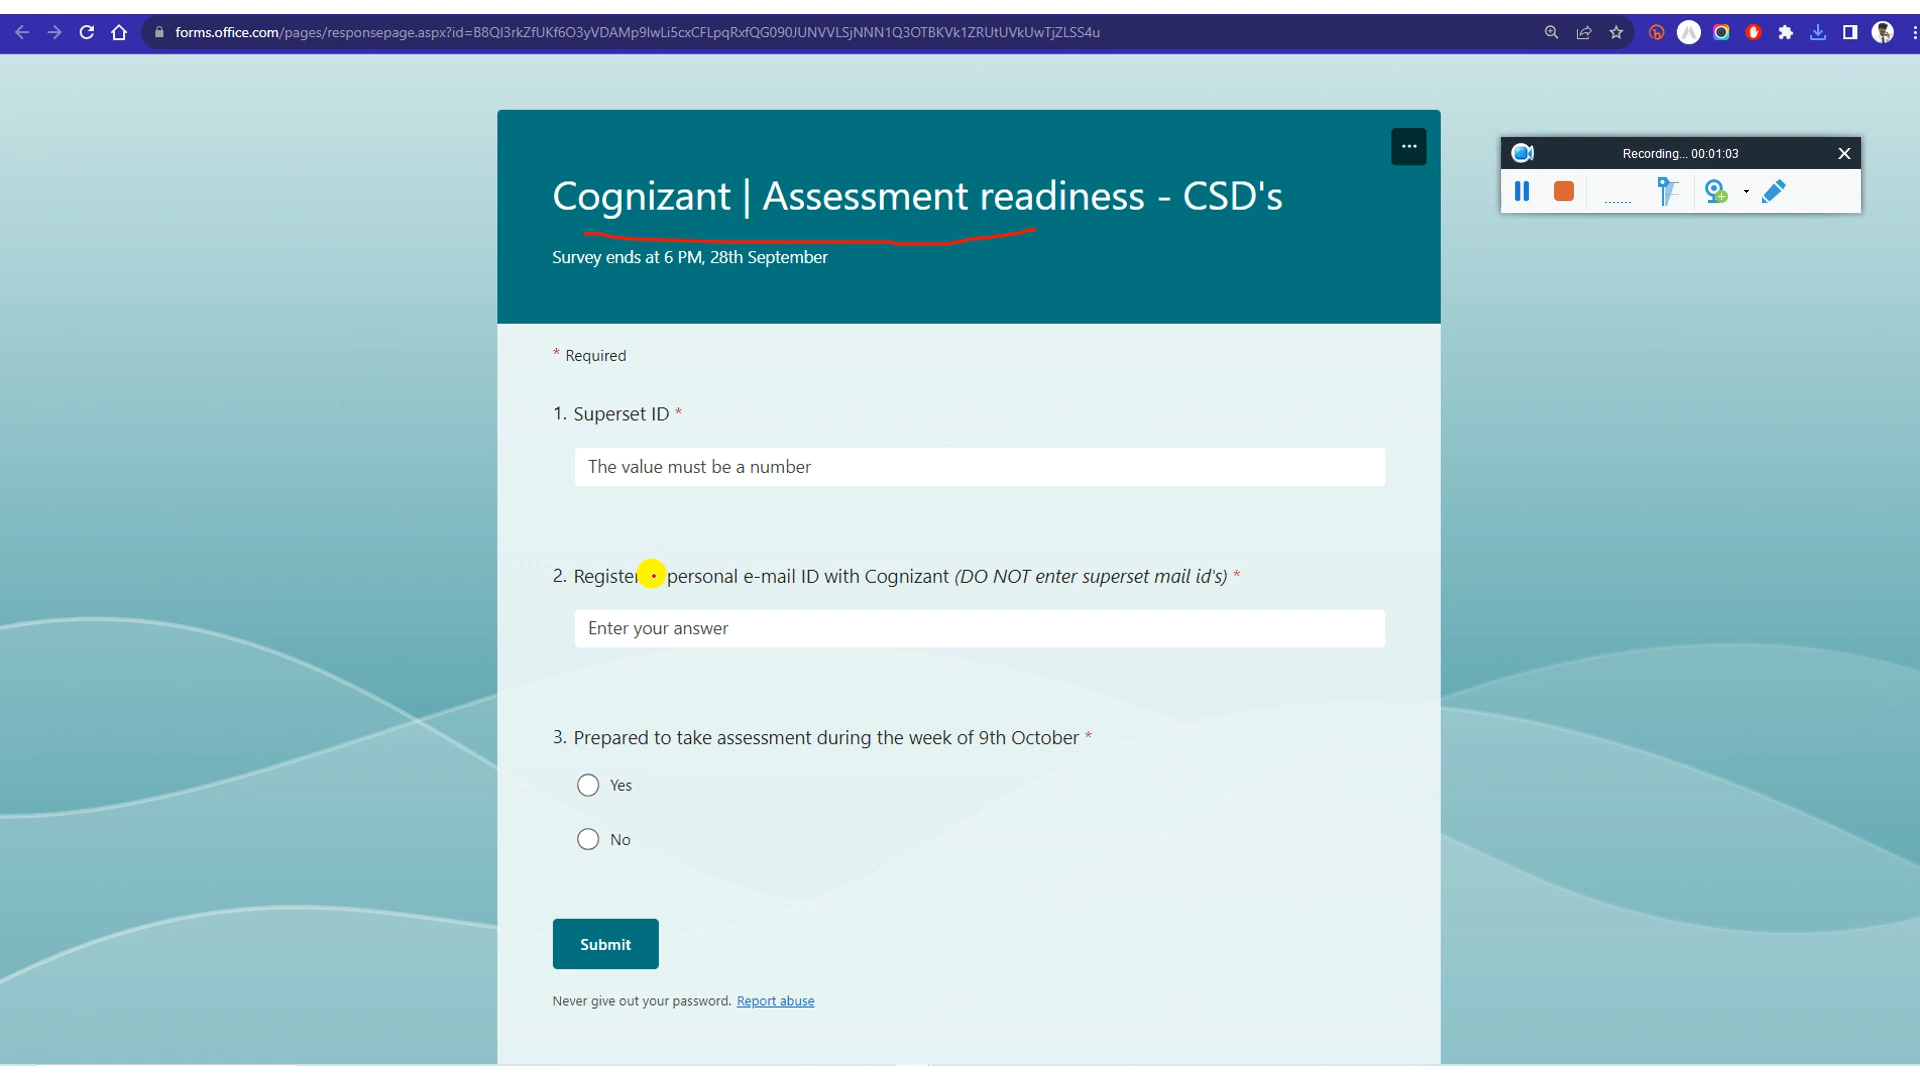 forms.office.com/pages/responsepage.aspx?id=B8QI3rkZfUKf6O3yVDAMp9lwLi5cxCFLpqRxfQG090JUNVVLSjNNN1Q3OTBKVk1ZRUtUVkUwTjZLSS4u
Recording... 00:01:03
Cognizant | Assessment readiness - CSD's
Survey ends at 6 PM, 28th September
* Required
1. Superset ID *
The value must be a number
2. Register personal e-mail ID with Cognizant (DO NOT enter superset mail id's) *
Enter your answer
3. Prepared to take assessment during the week of 9th October *
Yes
No
Submit
Never give out your password. Report abuse